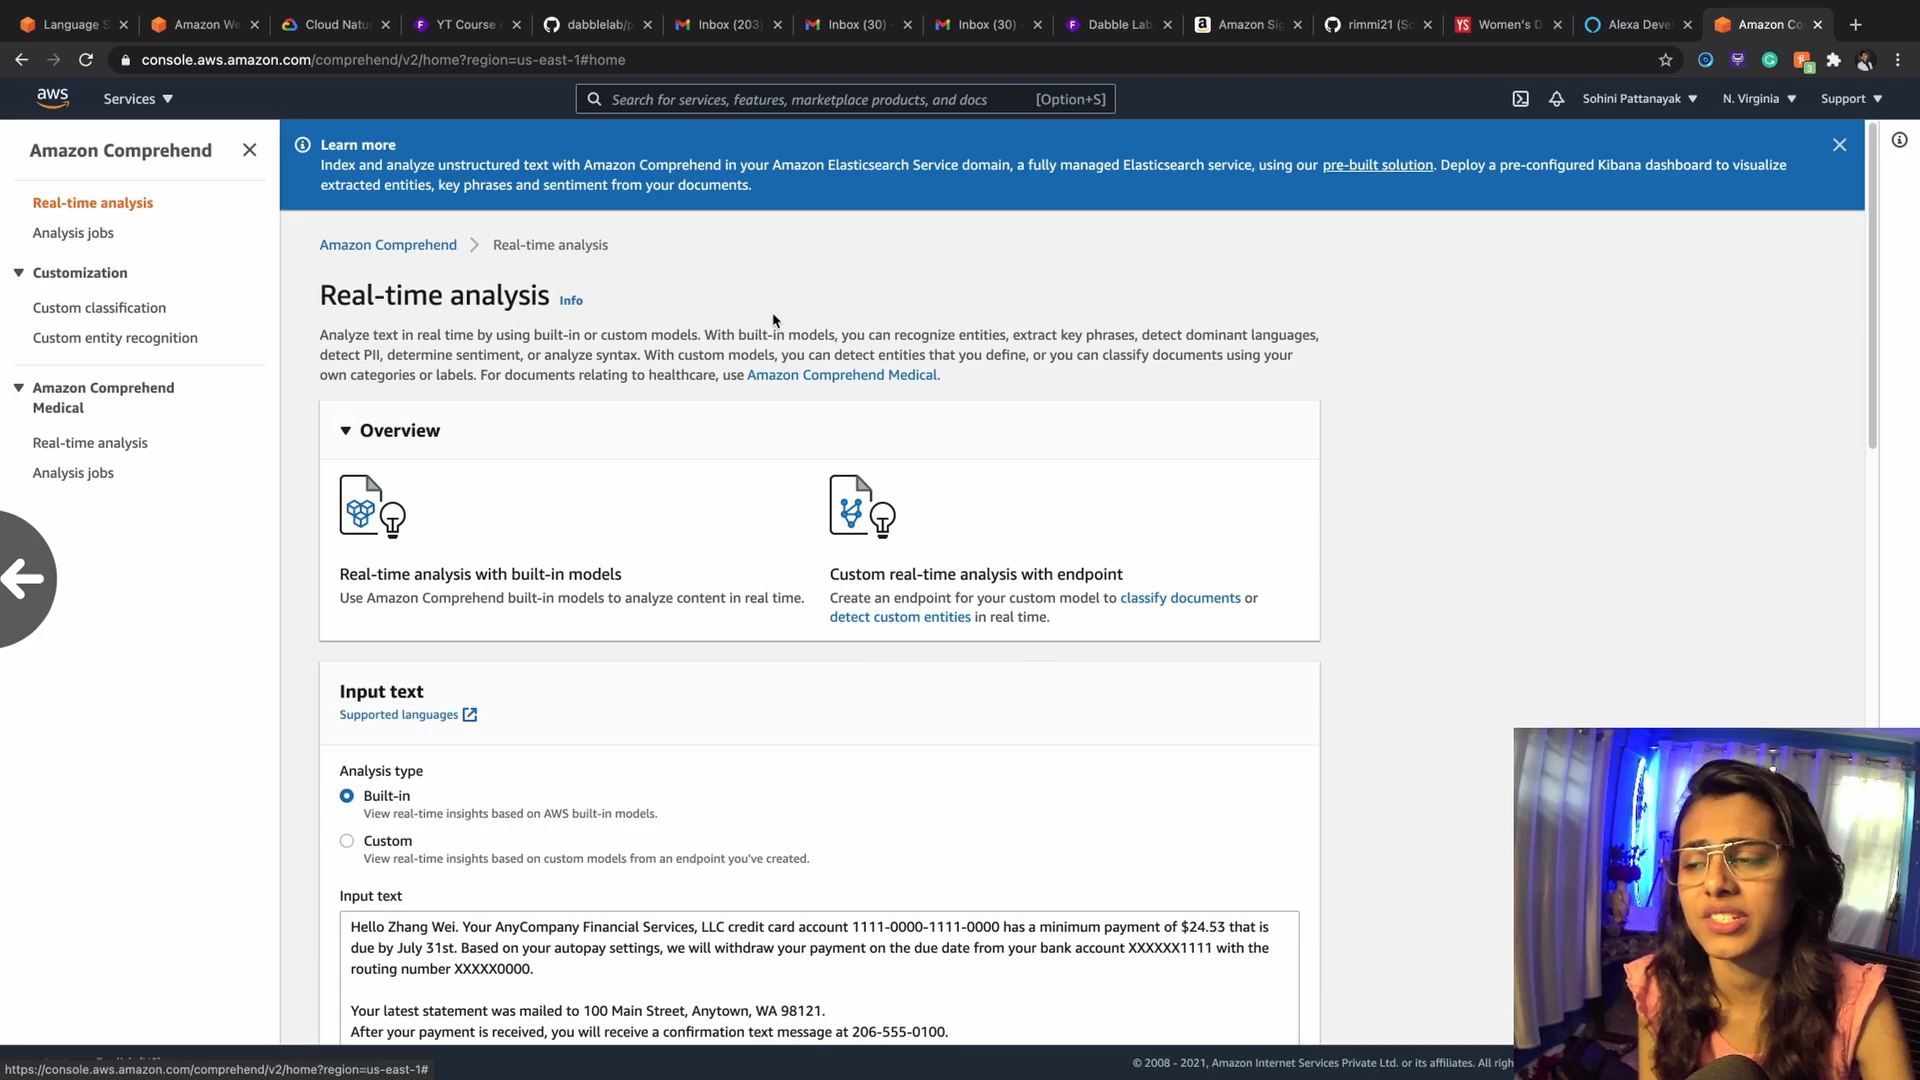 Language S
Amazon We
Cloud Natu
YT Course
dabblelab/p
Inbox (203)
Inbox (30)
Inbox (30)
Dabble Lab
Amazon Sig
rimmi21 (So
YS
Women's D
Alexa Deve
Amazon Co
console.aws.amazon.com/comprehend/v2/home?region=us-east-1#home
3
aws
Services
Search for services, features, marketplace products, and docs [Option+S]
Sohini Pattanayak
N. Virginia
Support
Amazon Comprehend
Real-time analysis
Analysis jobs
Customization
Custom classification
Custom entity recognition
Amazon Comprehend
Medical
Real-time analysis
Analysis jobs
Learn more
Index and analyze unstructured text with Amazon Comprehend in your Amazon Elasticsearch Service domain, a fully managed Elasticsearch service, using our pre-built solution. Deploy a pre-configured Kibana dashboard to visualize
extracted entities, key phrases and sentiment from your documents.
Amazon Comprehend
Real-time analysis
Real-time analysis Info
Analyze text in real time by using built-in or custom models. With built-in models, you can recognize entities, extract key phrases, detect dominant languages,
detect PII, determine sentiment, or analyze syntax. With custom models, you can detect entities that you define, or you can classify documents using your
own categories or labels. For documents relating to healthcare, use Amazon Comprehend Medical.
Overview
Real-time analysis with built-in models
Use Amazon Comprehend built-in models to analyze content in real time.
Custom real-time analysis with endpoint
Create an endpoint for your custom model to classify documents or
detect custom entities in real time.
Input text
Supported languages
Analysis type
Built-in
View real-time insights based on AWS built-in models.
Custom
View real-time insights based on custom models from an endpoint you've created.
Input text
Hello Zhang Wei. Your AnyCompany Financial Services, LLC credit card account 1111-0000-1111-0000 has a minimum payment of $24.53 that is
due by July 31st. Based on your autopay settings, we will withdraw your payment on the due date from your bank account XXXXXX1111 with the
routing number XXXXX0000.
Your latest statement was mailed to 100 Main Street, Anytown, WA 98121.
After your payment is received, you will receive a confirmation text message at 206-555-0100.
https://console.aws.amazon.com/comprehend/v2/home?region=us-east-1#
© 2008 - 2021, Amazon Internet Services Private Ltd. or its affiliates. All righ